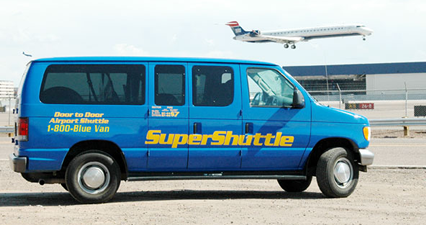 Door to Door
Airport Shuttle
1-800-Blue Van
SuperShuttle